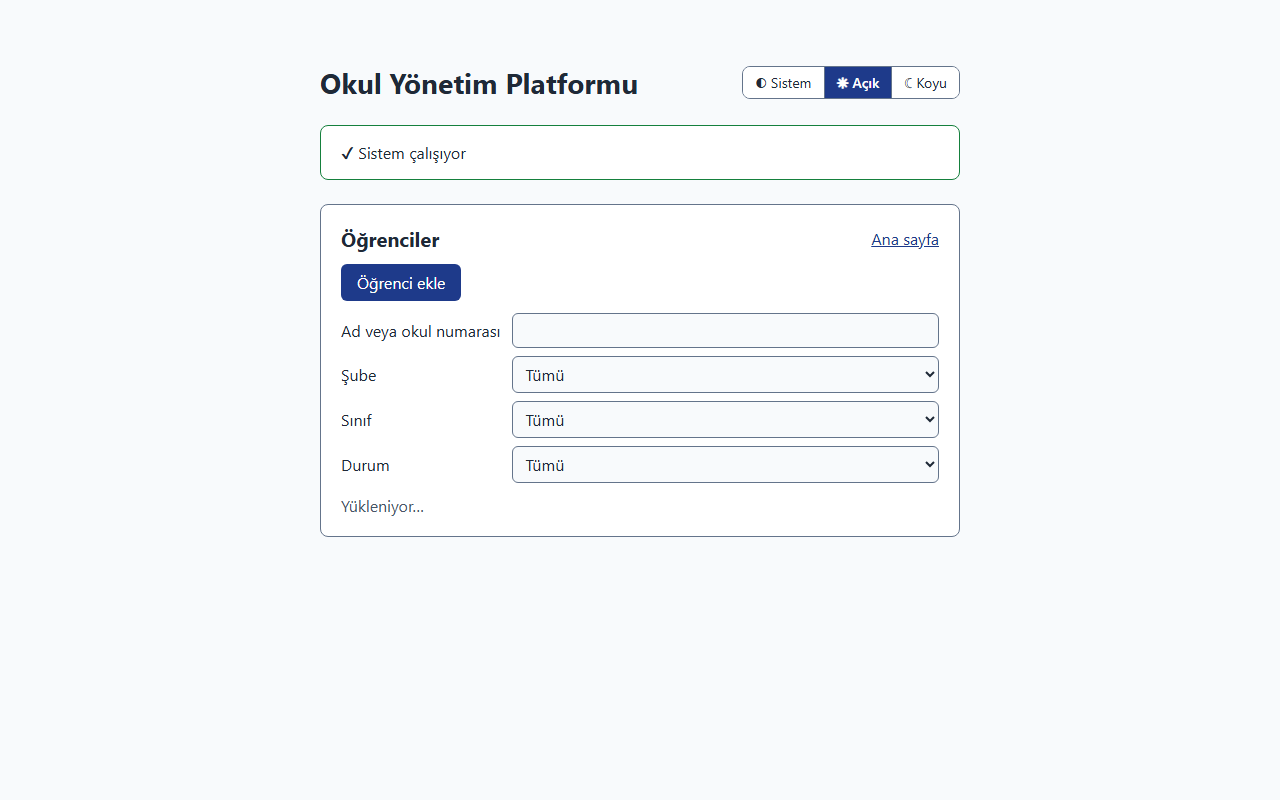 Okul Yönetim Platformu
◐ Sistem ❋ Açık ☾ Koyu
✓ Sistem çalışıyor
Öğrenciler
Ana sayfa
Öğrenci ekle
Ad veya okul numarası
Şube Tümü
Sınıf Tümü
Durum Tümü
Yükleniyor…